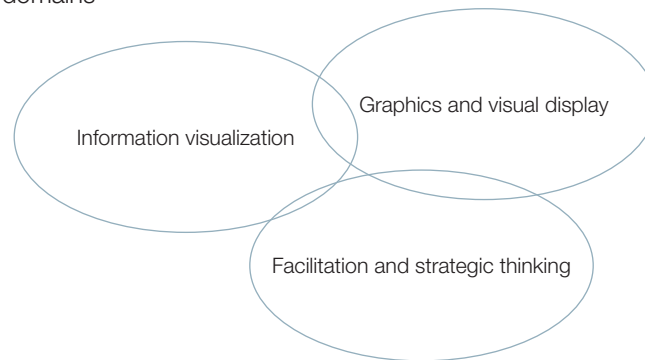 domains
Graphics and visual display
Information visualization
Facilitation and strategic thinking